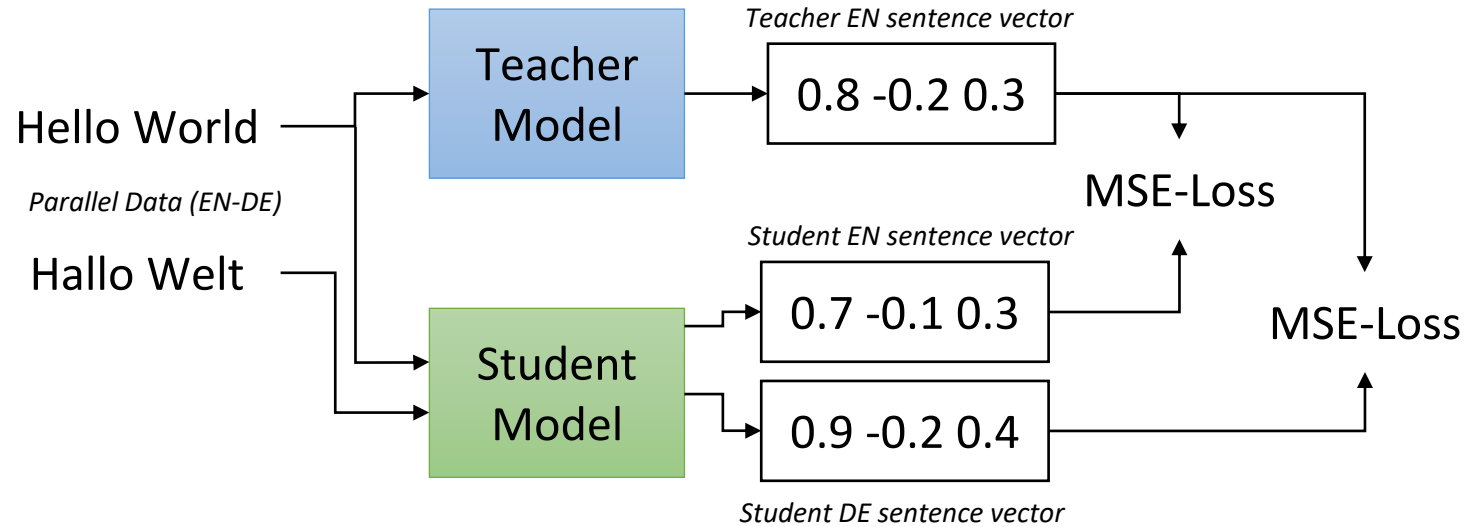 Teacher EN sentence vector
Teacher
Model
0.8 -0.2 0.3
Hello World
Parallel Data (EN-DE)
Hallo Welt
MSE-Loss
Student EN sentence vector
0.7 -0.1 0.3
MSE-Loss
Student
Model
0.9 -0.2 0.4
Student DE sentence vector